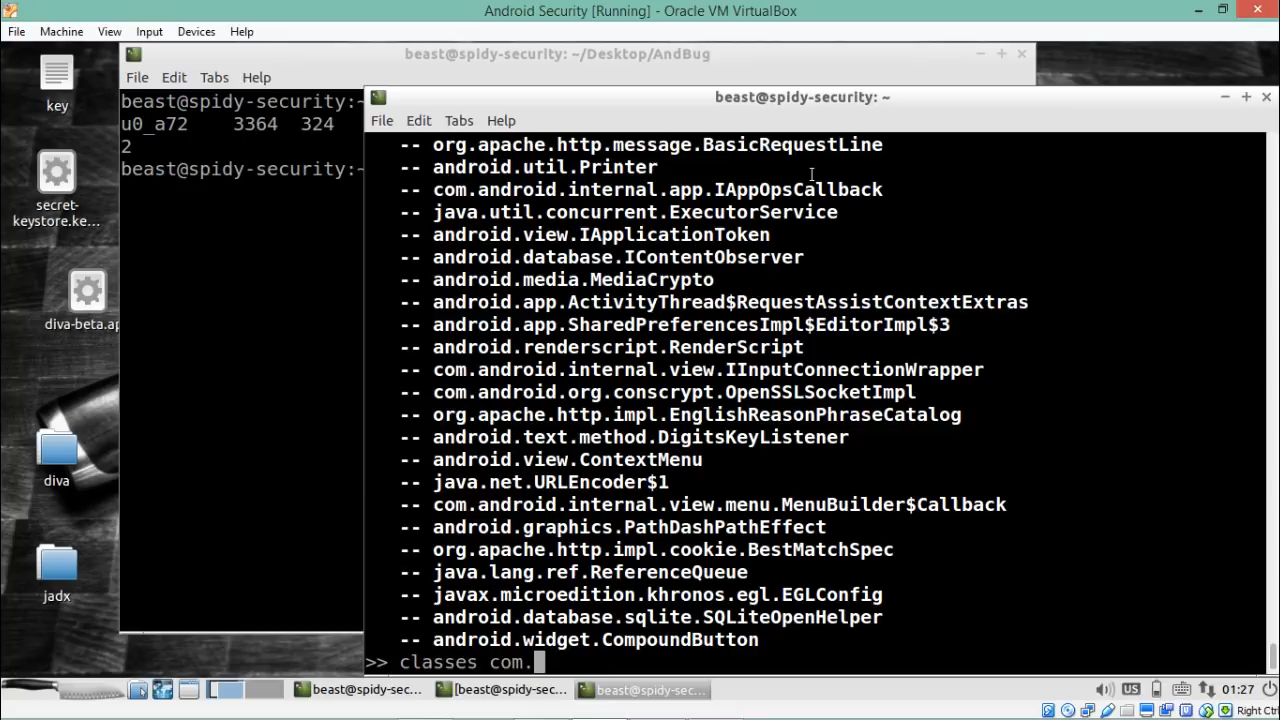 Android Security [Running] - Oracle VM VirtualBox
File Machine View Input Devices Help
key
secret-
keystore.ke...
diva-beta.ap
diva
jadx
beast@spidy-security: ~/Desktop/AndBug
File Edit Tabs Help
beast@spidy-security:~
u0_a72 3364 324
2
beast@spidy-security:~
beast@spidy-security: ~
File Edit Tabs Help
-- org.apache.http.message.BasicRequestLine
-- android.util.Printer
-- com.android.internal.app.IAppOpsCallback
-- java.util.concurrent.ExecutorService
-- android.view.IApplicationToken
-- android.database.IContentObserver
-- android.media.MediaCrypto
-- android.app.ActivityThread$RequestAssistContextExtras
-- android.app.SharedPreferencesImpl$EditorImpl$3
-- android.renderscript.RenderScript
-- com.android.internal.view.IInputConnectionWrapper
-- com.android.org.conscrypt.OpenSSLSocketImpl
-- org.apache.http.impl.EnglishReasonPhraseCatalog
-- android.text.method.DigitsKeyListener
-- android.view.ContextMenu
-- java.net.URLEncoder$1
-- com.android.internal.view.menu.MenuBuilder$Callback
-- android.graphics.PathDashPathEffect
-- org.apache.http.impl.cookie.BestMatchSpec
-- java.lang.ref.ReferenceQueue
-- javax.microedition.khronos.egl.EGLConfig
-- android.database.sqlite.SQLiteOpenHelper
-- android.widget.CompoundButton
>> classes com.
beast@spidy-sec... [beast@spidy-sec... beast@spidy-sec... US 01:27
Right Ctrl